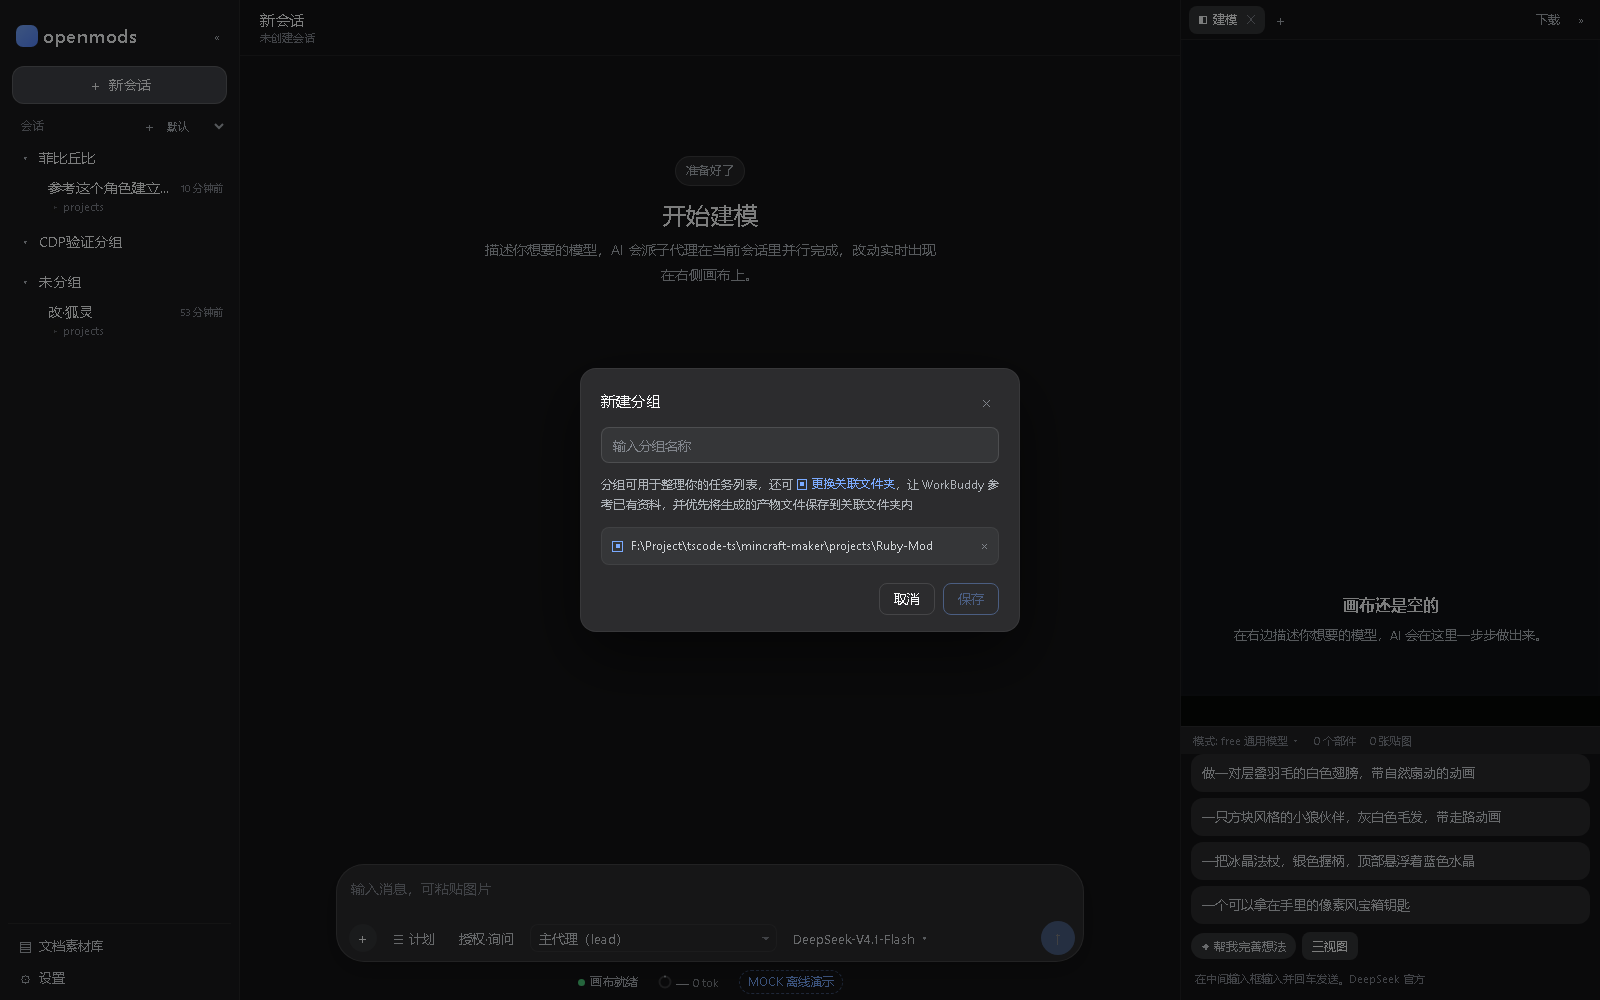 openmods
«
+ 新会话
会话
+ 默认
菲比丘比
参考这个角色建立... 10 分钟前
projects
CDP验证分组
未分组
改·狐灵 53 分钟前
projects
文档素材库
设置
新会话
未创建会话
准备好了
开始建模
描述你想要的模型，AI 会派子代理在当前会话里并行完成，改动实时出现
在右侧画布上。
新建分组 ×
输入分组名称
分组可用于整理你的任务列表，还可 更换关联文件夹，让 WorkBuddy 参
考已有资料，并优先将生成的产物文件保存到关联文件夹内
F:\Project\tscode-ts\mincraft-maker\projects\Ruby-Mod ×
取消 保存
输入消息，可粘贴图片
+ 计划 授权·询问 主代理（lead） DeepSeek-V4.1-Flash ↑
画布就绪 — 0 tok MOCK 离线演示
建模 × + 下载 »
画布还是空的
在右边描述你想要的模型，AI 会在这里一步步做出来。
模式: free 通用模型 · 0 个部件 0 张贴图
做一对层叠羽毛的白色翅膀，带自然扇动的动画
一只方块风格的小狼伙伴，灰白色毛发，带走路动画
一把冰晶法杖，银色握柄，顶部悬浮着蓝色水晶
一个可以拿在手里的像素风宝箱钥匙
帮我完善想法 三视图
在中间输入框输入并回车发送。DeepSeek 官方